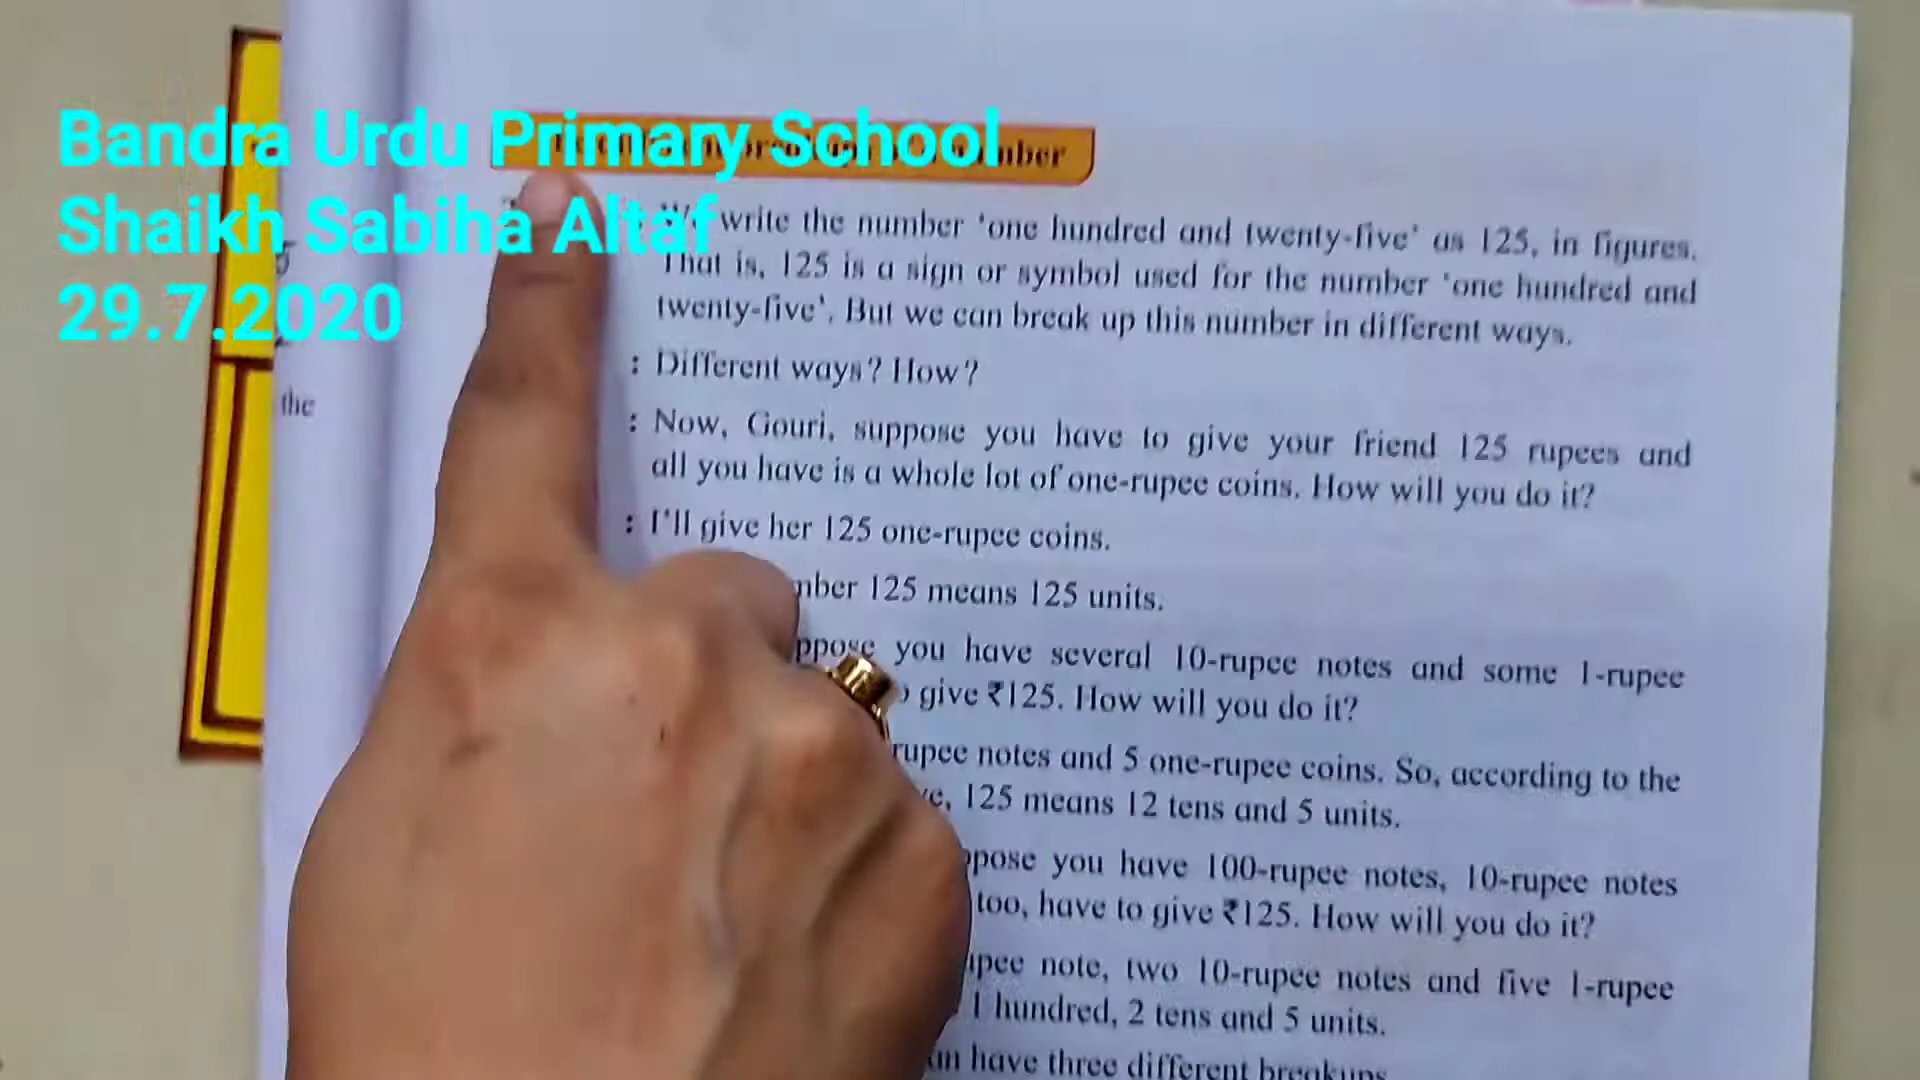 Bandra Urdu Primary School
Shaikh Sabiha Altaf
29.7.2020
the
number
We write the number 'one hundred and twenty-five' as 125, in figures.
That is, 125 is a sign or symbol used for the number 'one hundred and
twenty-five'. But we can break up this number in different ways.
: Different ways? How?
: Now, Gouri, suppose you have to give your friend 125 rupees and
all you have is a whole lot of one-rupee coins. How will you do it?
: I'll give her 125 one-rupee coins.
125 means 125 units.
you have several 10-rupee notes and some 1-rupee
give ₹125. How will you do it?
rupee notes and 5 one-rupee coins. So, according to the
125 means 12 tens and 5 units.
you have 100-rupee notes, 10-rupee notes
too, have to give ₹125. How will you do it?
note, two 10-rupee notes and five 1-rupee
1 hundred, 2 tens and 5 units.
have three different breakups